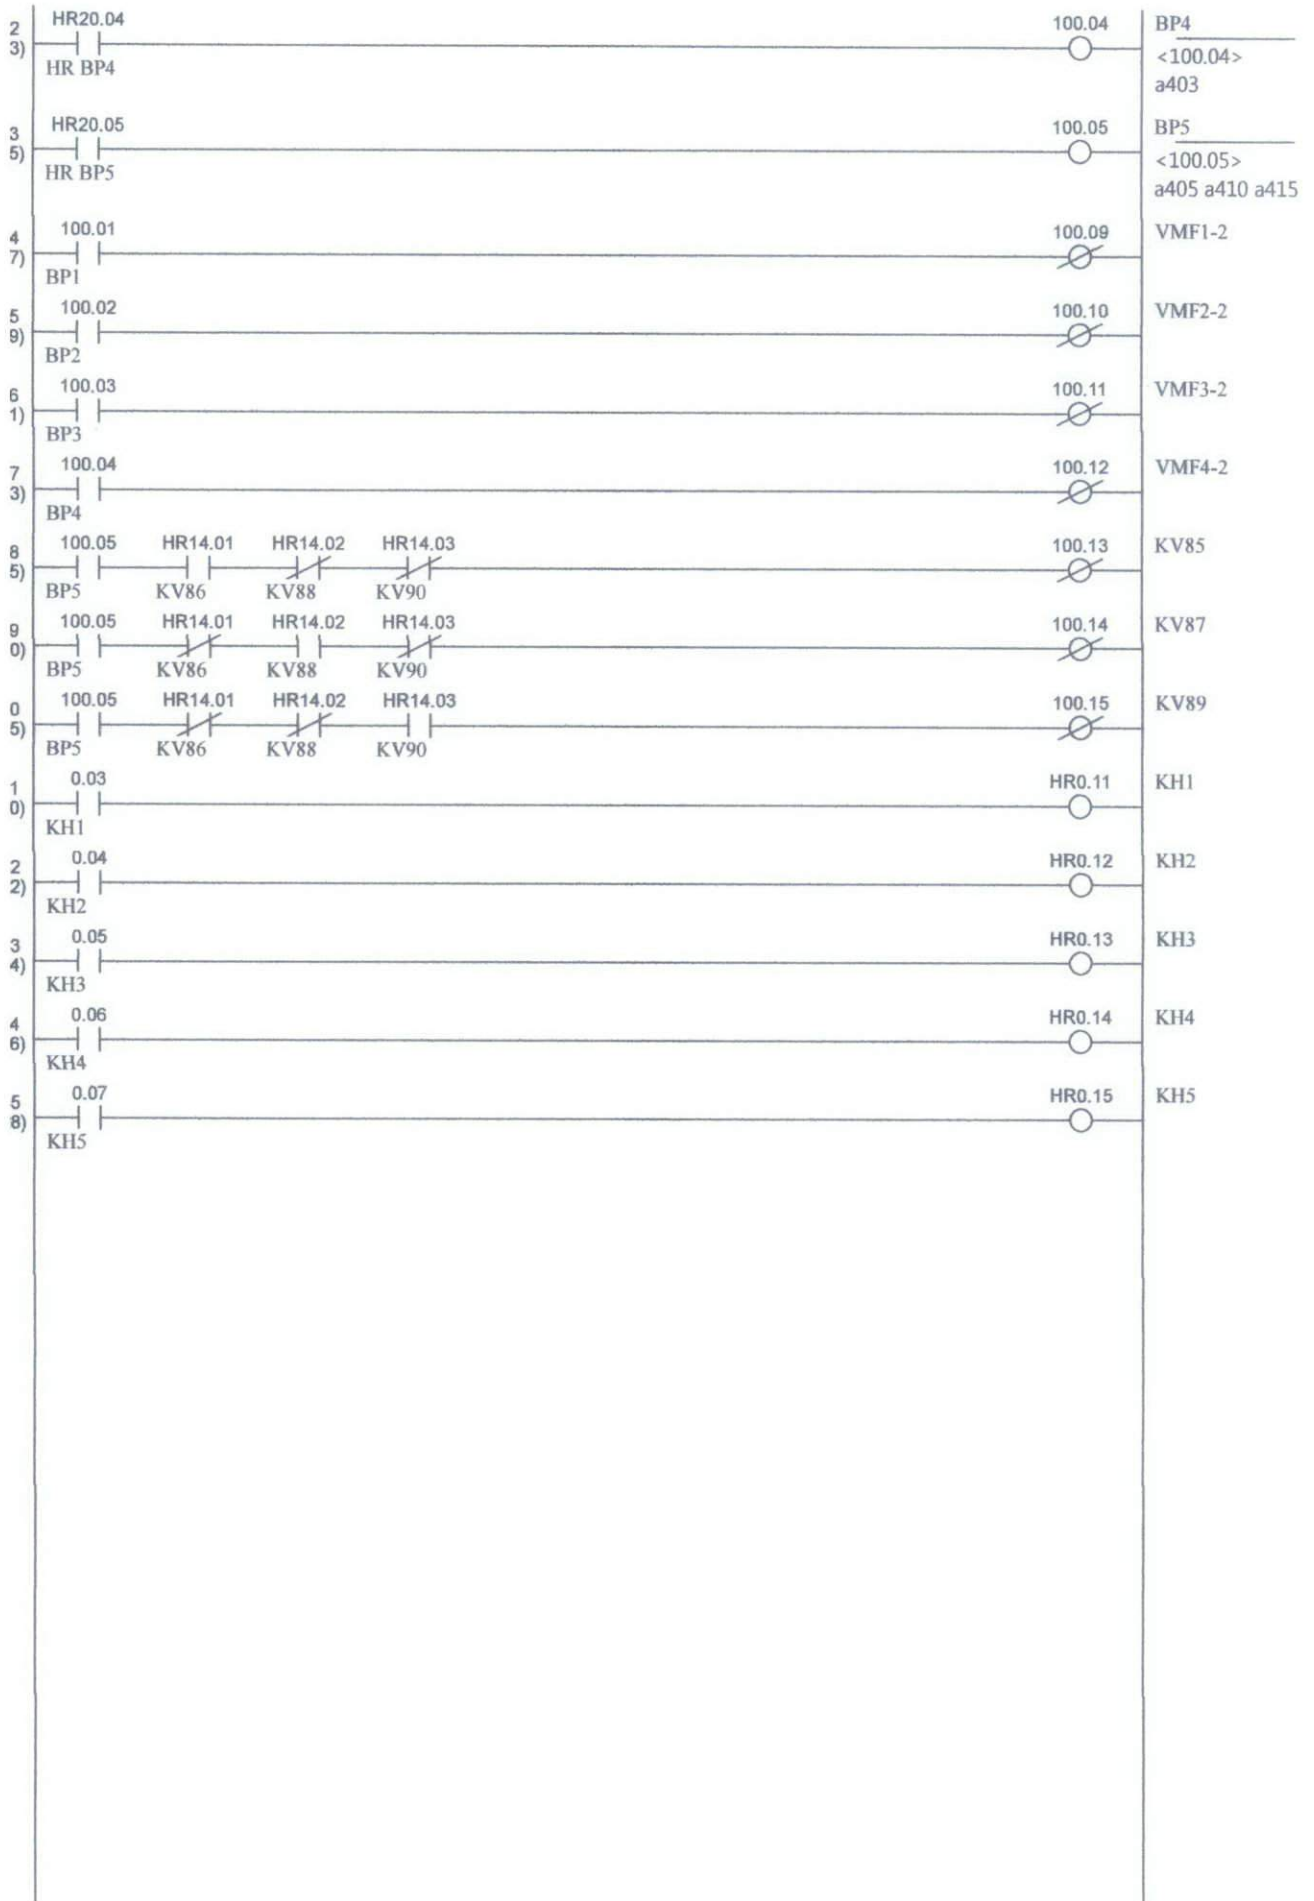 HR20.04 100.04 BP4
2
3)
HR BP4 <100.04>
a403
HR20.05 100.05 BP5
3
5)
HR BP5 <100.05>
a405 a410 a415
100.01 100.09 VMF1-2
4
7)
BP1
100.02 100.10 VMF2-2
5
9)
BP2
100.03 100.11 VMF3-2
6
1)
BP3
100.04 100.12 VMF4-2
7
3)
BP4
100.05 HR14.01 HR14.02 HR14.03 100.13 KV85
8
5)
BP5 KV86 KV88 KV90
100.05 HR14.01 HR14.02 HR14.03 100.14 KV87
9
0)
BP5 KV86 KV88 KV90
100.05 HR14.01 HR14.02 HR14.03 100.15 KV89
0
5)
BP5 KV86 KV88 KV90
0.03 HR0.11 KH1
1
0)
KH1
0.04 HR0.12 KH2
2
2)
KH2
0.05 HR0.13 KH3
3
4)
KH3
0.06 HR0.14 KH4
4
6)
KH4
0.07 HR0.15 KH5
5
8)
KH5